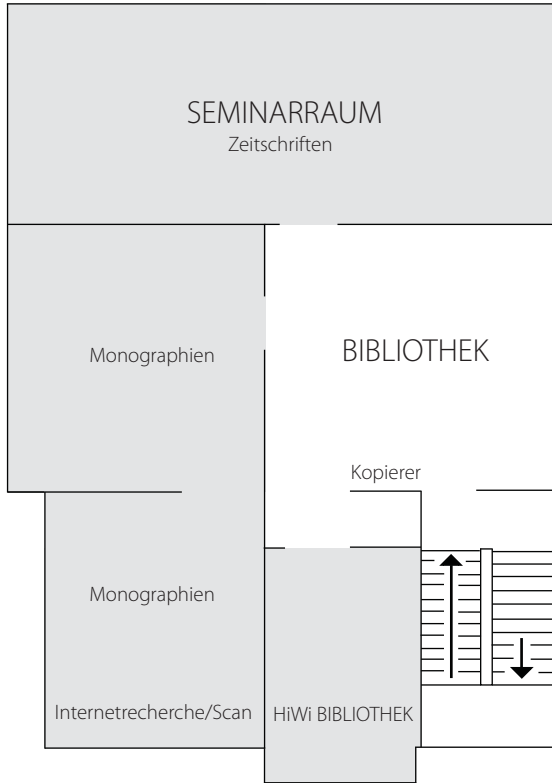 SEMINARRAUM
Zeitschriften
Monographien
BIBLIOTHEK
Kopierer
Monographien
Internetrecherche/Scan
HiWi BIBLIOTHEK